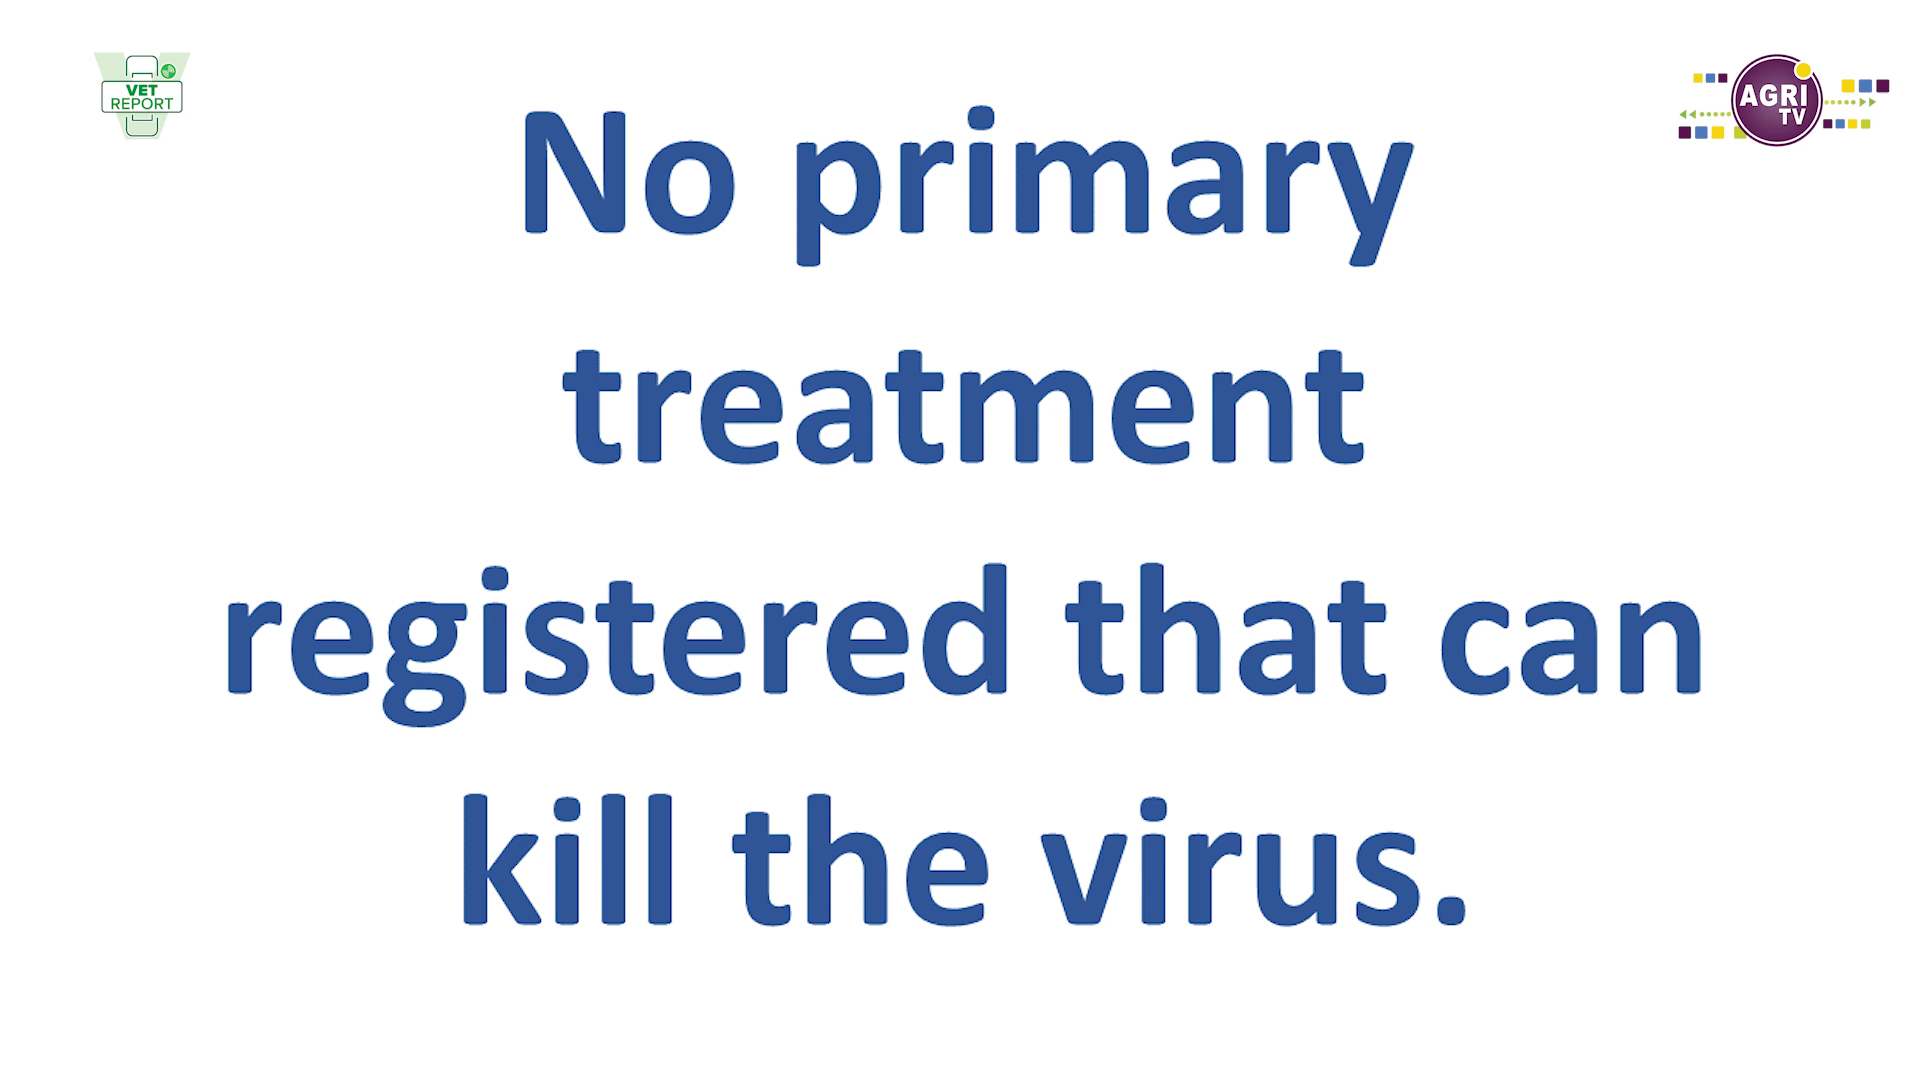 VET
REPORT
AGRI
TV
No primary
treatment
registered that can
kill the virus.